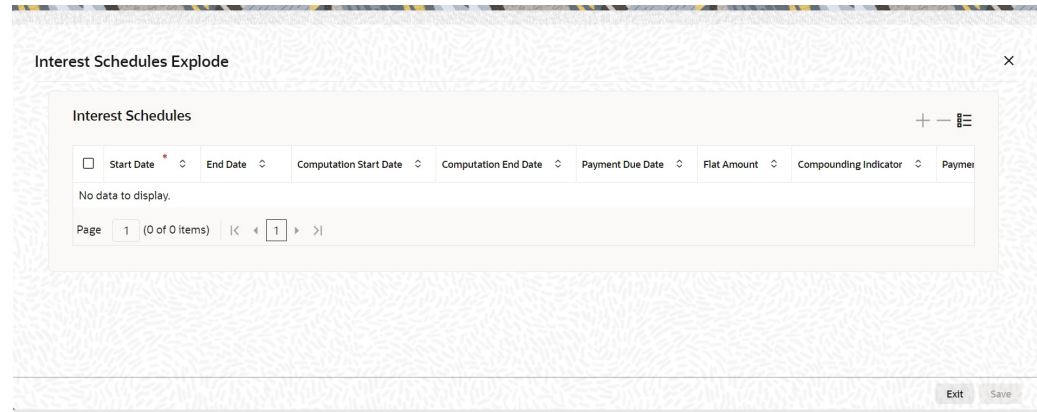 Interest Schedules Explode
Interest Schedules
Start Date * End Date Computation Start Date Computation End Date Payment Due Date Flat Amount Compounding Indicator
No data to display.
Page 1 (0 of 0 items) 1
Exit Save